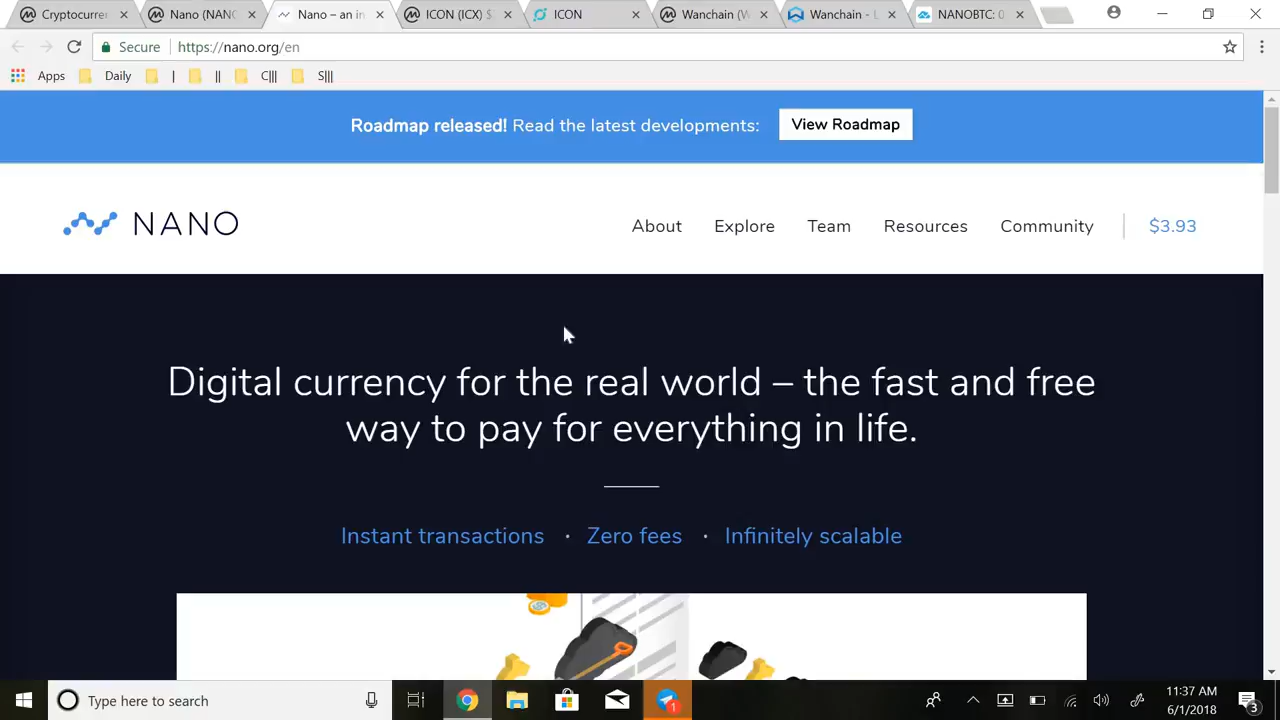 Cryptocurren
Nano (NANO
Nano – an in
ICON (ICX) $
ICON
Wanchain (W
Wanchain - L
NANOBTC: 0
Secure
https://nano.org/en
Apps
Daily
|
||
C|||
S|||
Roadmap released! Read the latest developments:
View Roadmap
NANO
About
Explore
Team
Resources
Community
$3.93
Digital currency for the real world – the fast and free
way to pay for everything in life.
Instant transactions · Zero fees · Infinitely scalable
Type here to search
1
11:37 AM
6/1/2018
3